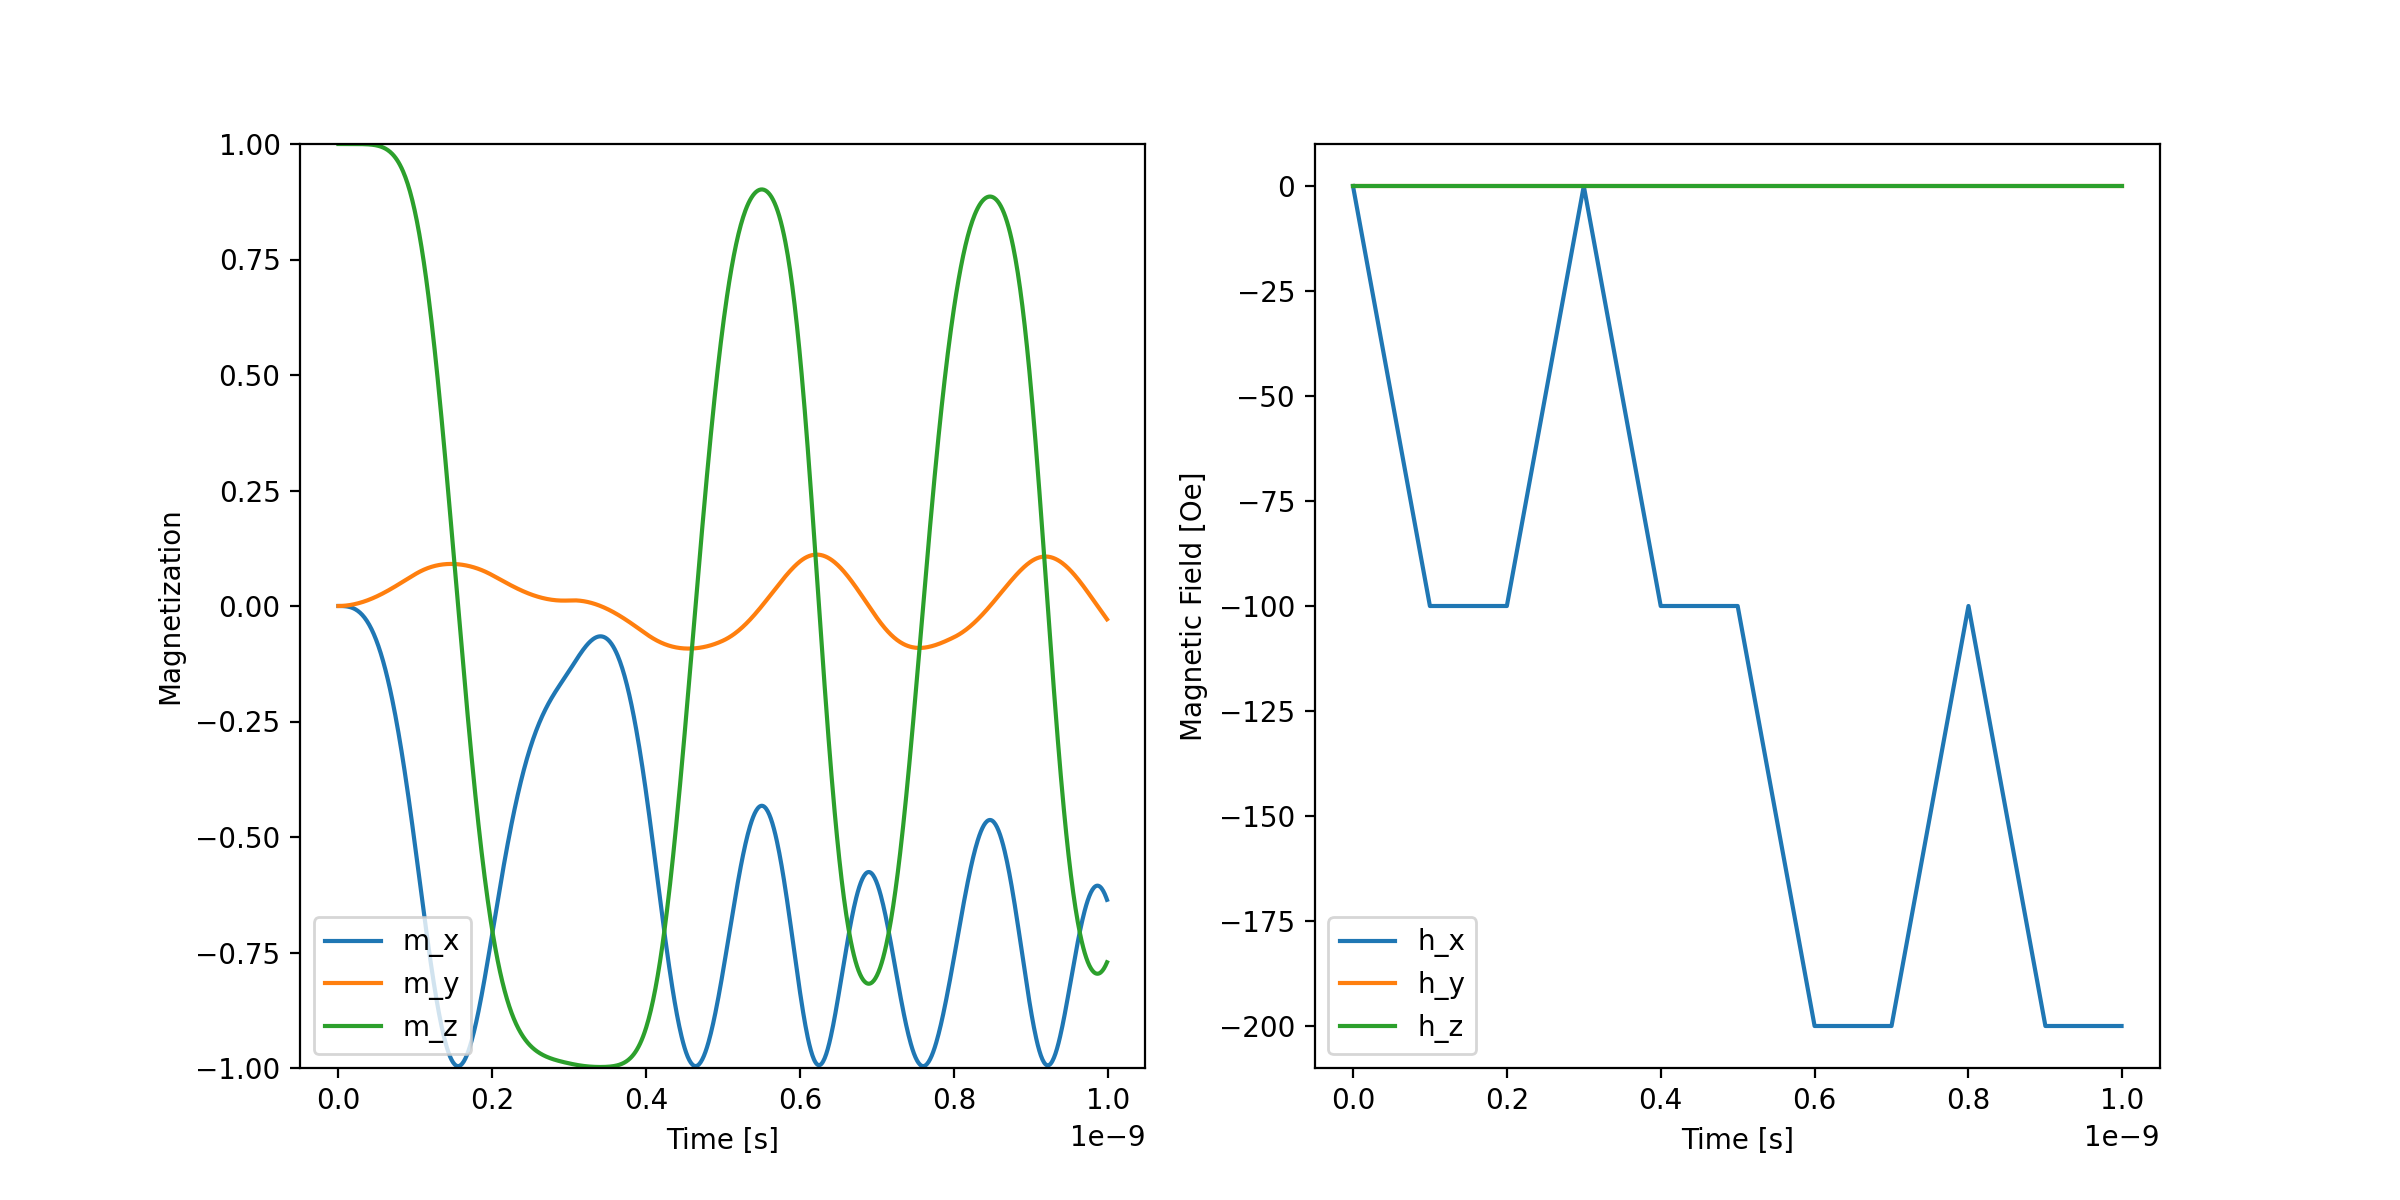 1.00
0.75
0.50
0.25
0.00
−0.25
−0.50
−0.75
−1.00
Magnetization
m_x
m_y
m_z
0.0 0.2 0.4 0.6 0.8 1.0
Time [s]
1e−9
0
−25
−50
−75
−100
−125
−150
−175
−200
Magnetic Field [Oe]
h_x
h_y
h_z
0.0 0.2 0.4 0.6 0.8 1.0
Time [s]
1e−9